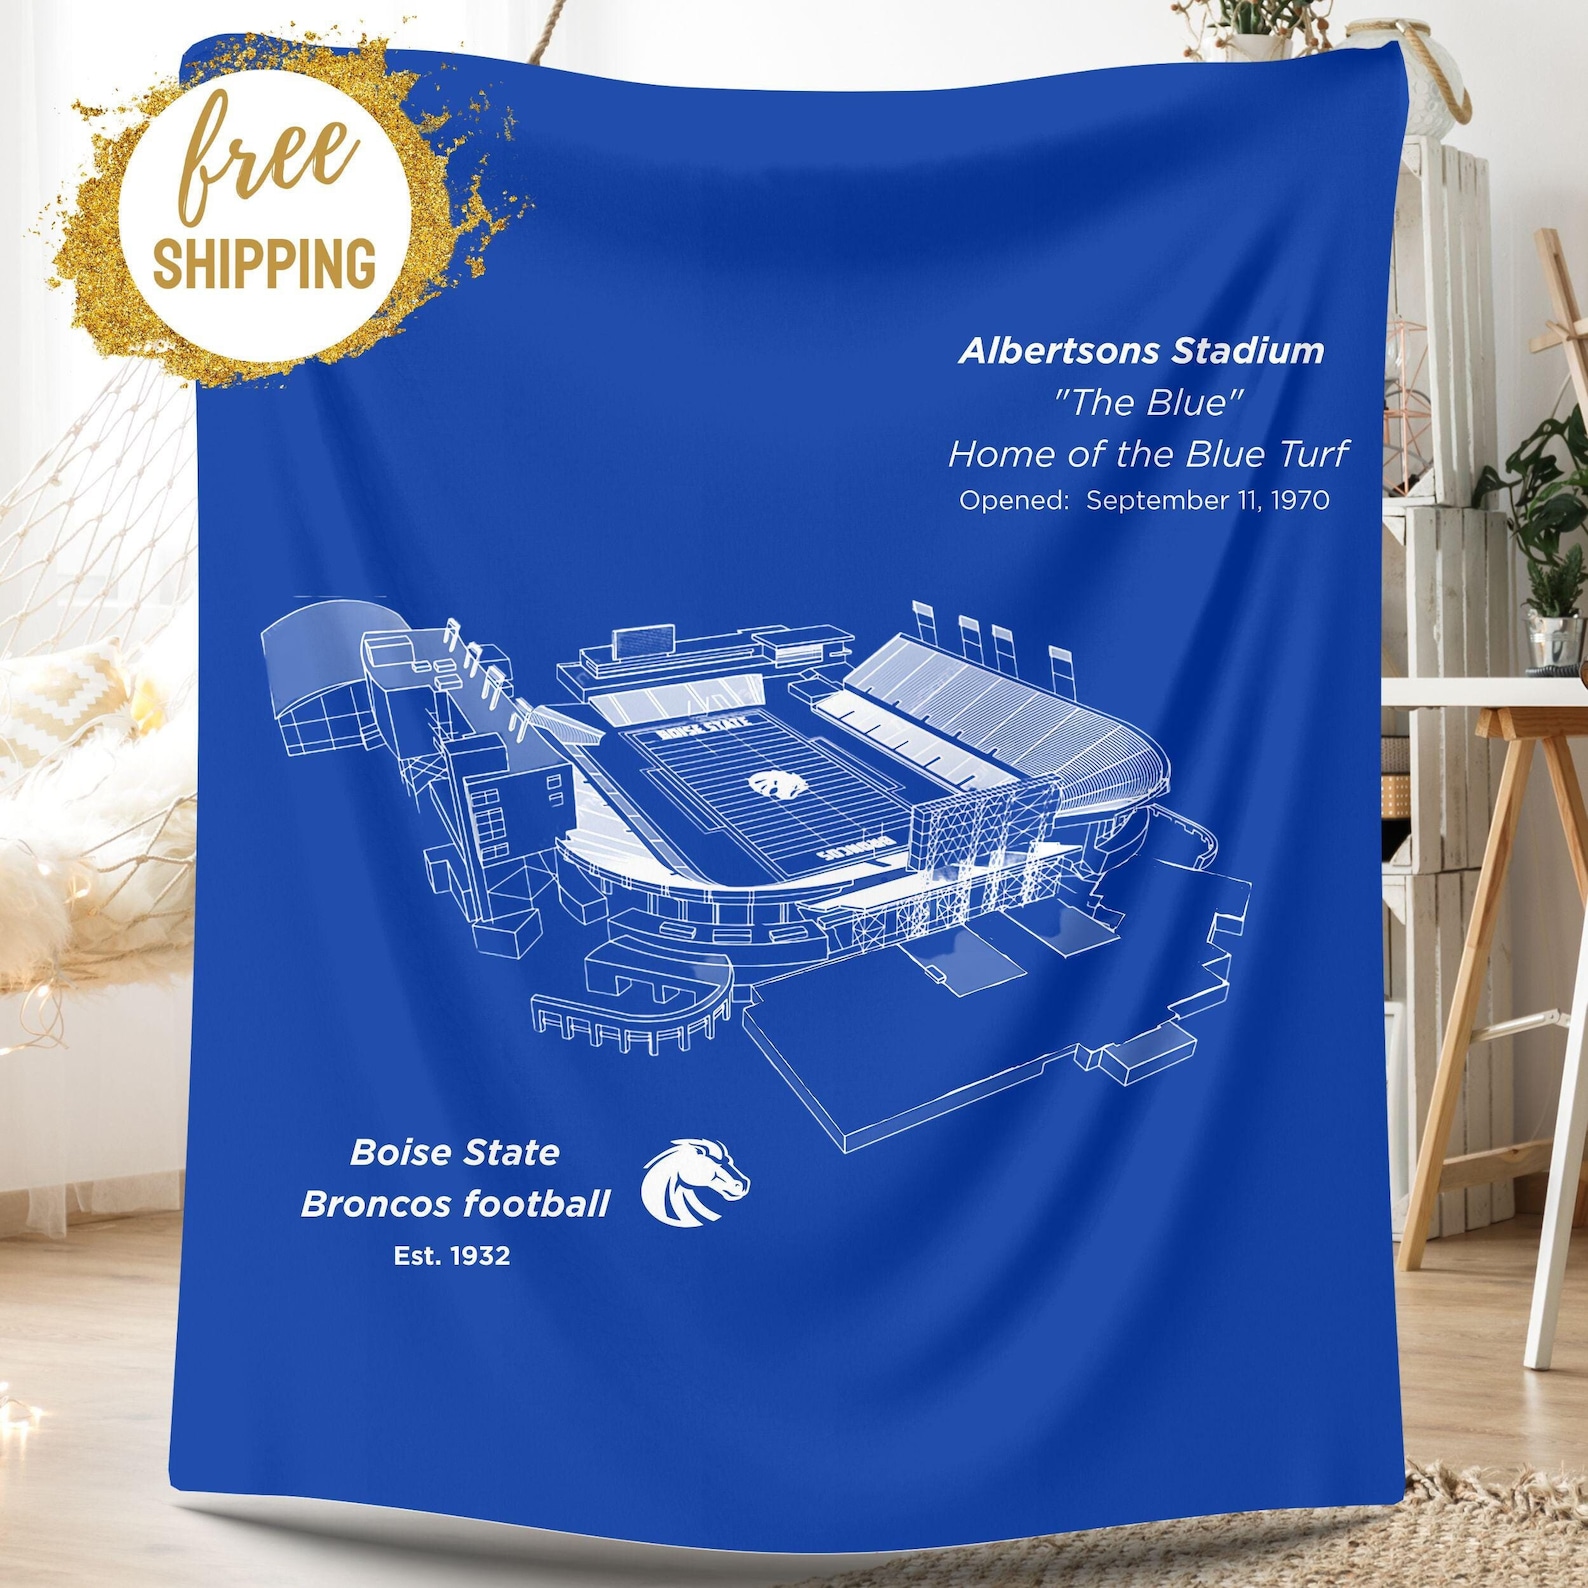 free
SHIPPING
Albertsons Stadium
"The Blue"
Home of the Blue Turf
Opened: September 11, 1970
BOISE STATE
BRONCOS
Boise State
Broncos football
Est. 1932